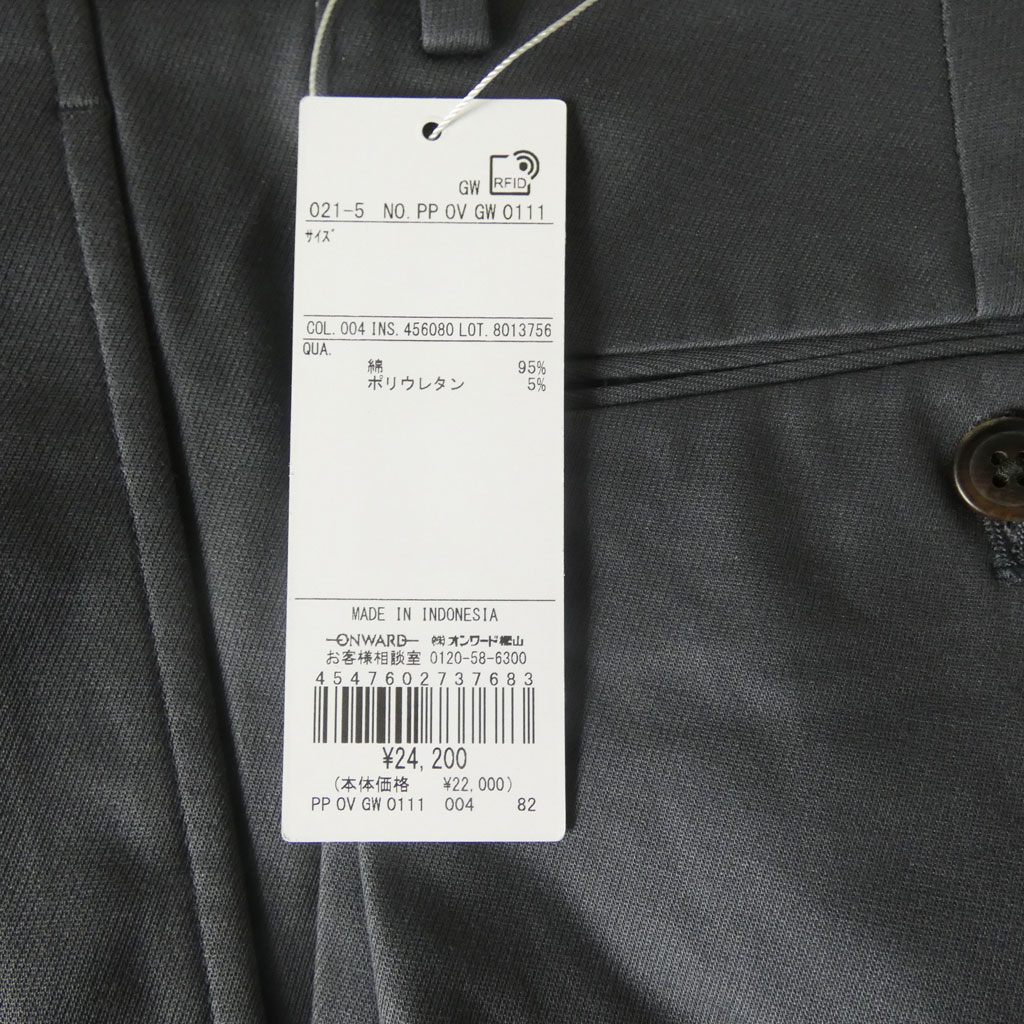 GW RFID
021-5 NO. PP OV GW 0111
サイズ
COL. 004 INS. 456080 LOT. 8013756
QUA.
綿 95%
ポリウレタン 5%
MADE IN INDONESIA
ONWARD ㈱オンワード樫山
お客様相談室 0120-58-6300
4547602737683
¥24,200
(本体価格 ¥22,000)
PP OV GW 0111 004 82